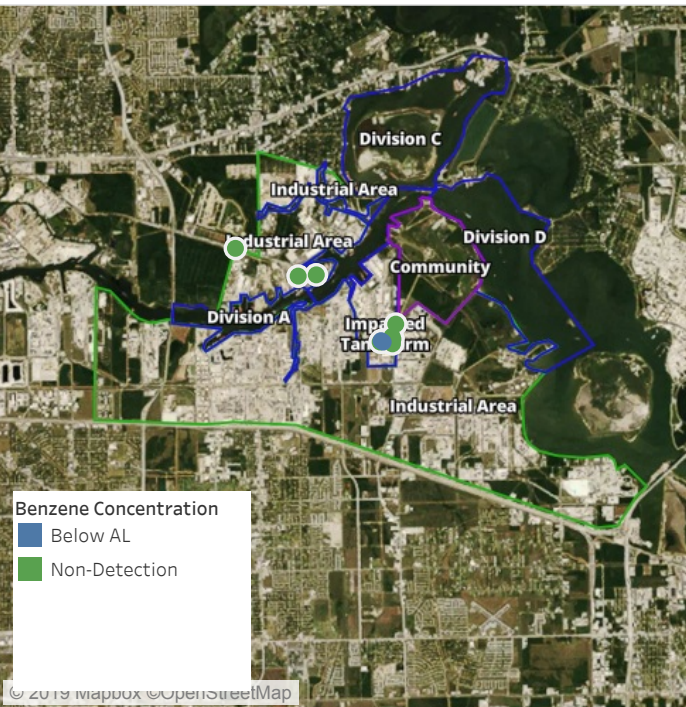 Division C
Industrial Area
Industrial Area
Division D
Community
Division A
Impaired
Tank Farm
Industrial Area
Benzene Concentration
Below AL
Non-Detection
© 2019 Mapbox ©OpenStreetMap